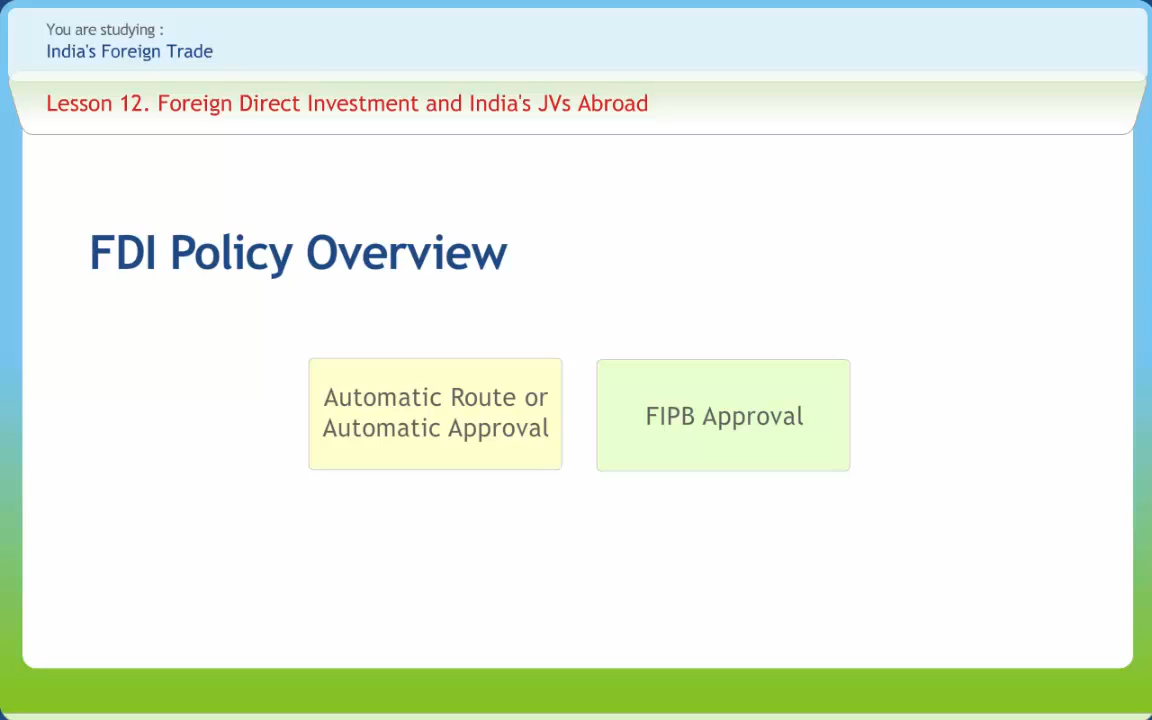 You are studying :
India's Foreign Trade
Lesson 12. Foreign Direct Investment and India's JVs Abroad
FDI Policy Overview
Automatic Route or
Automatic Approval
FIPB Approval